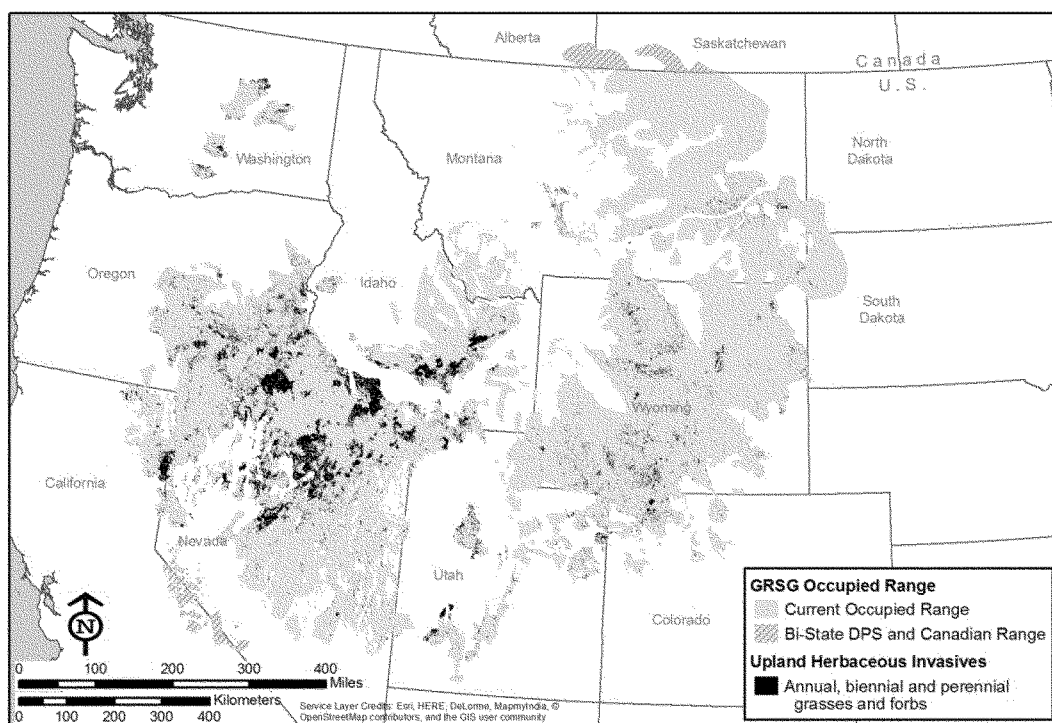 Alberta
Saskatchewan
Canada
U.S.
Washington
Montana
North
Dakota
Oregon
Idaho
South
Dakota
Wyoming
California
Nevada
Utah
Colorado
N
0 100 200 300 400
Miles
Kilometers
0 100 200 300 400
Service Layer Credits: Esri, HERE, DeLorme, MapmyIndia, ©
OpenStreetMap contributors, and the GIS user community
GRSG Occupied Range
Current Occupied Range
Bi-State DPS and Canadian Range
Upland Herbaceous Invasives
Annual, biennial and perennial
grasses and forbs